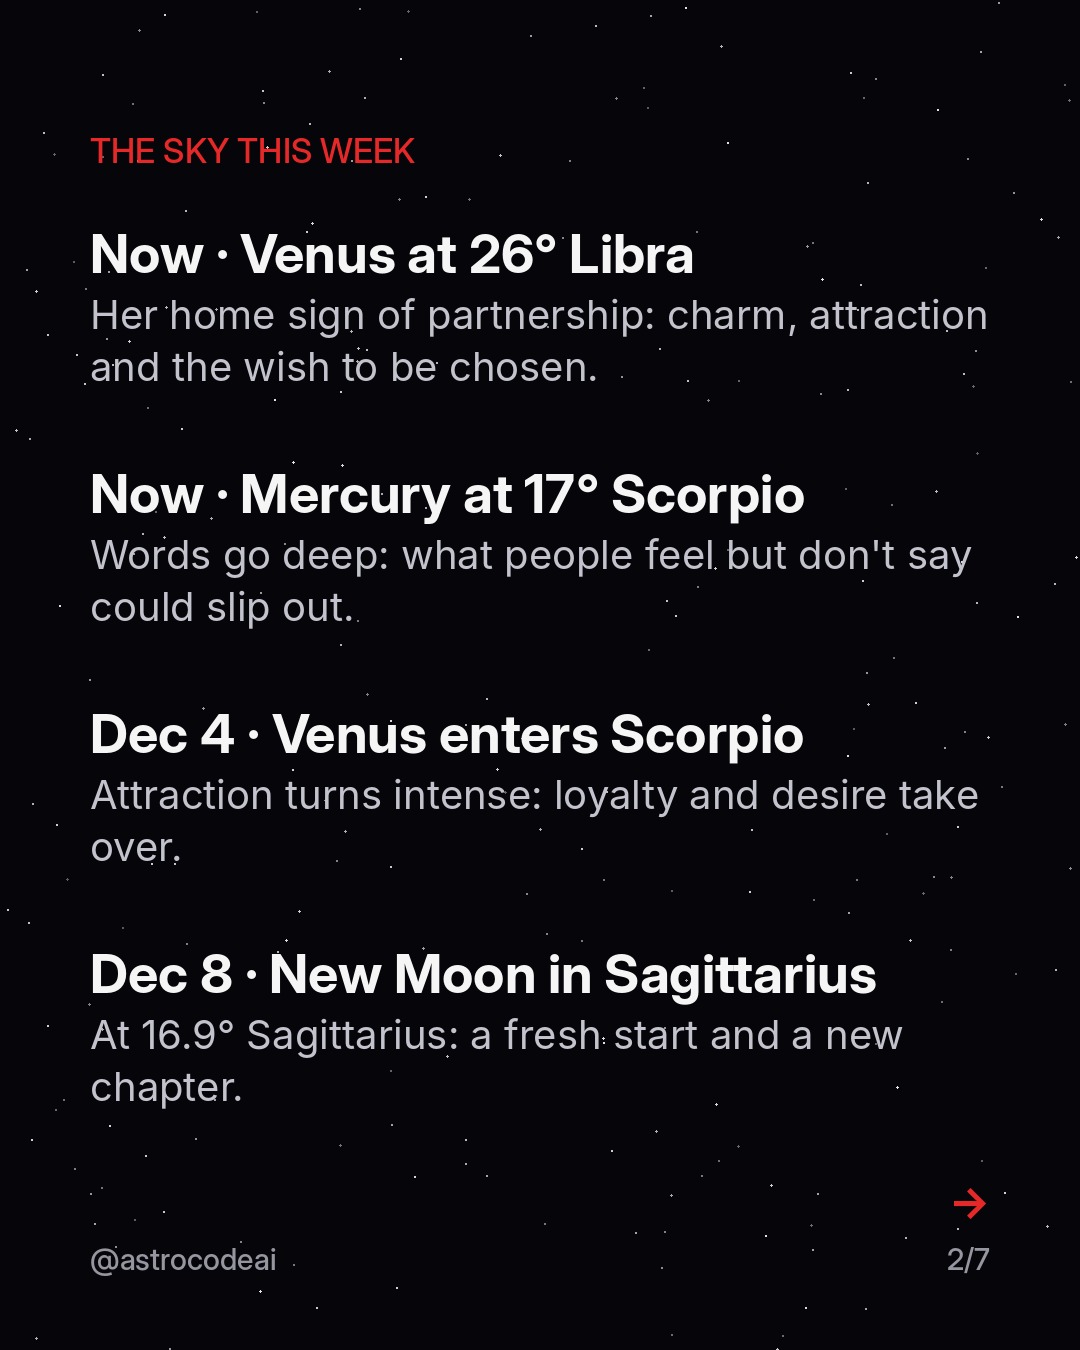 THE SKY THIS WEEK
Now · Venus at 26° Libra
Her home sign of partnership: charm, attraction
and the wish to be chosen.
Now · Mercury at 17° Scorpio
Words go deep: what people feel but don't say
could slip out.
Dec 4 · Venus enters Scorpio
Attraction turns intense: loyalty and desire take
over.
Dec 8 · New Moon in Sagittarius
At 16.9° Sagittarius: a fresh start and a new
chapter.
→
@astrocodeai
2/7